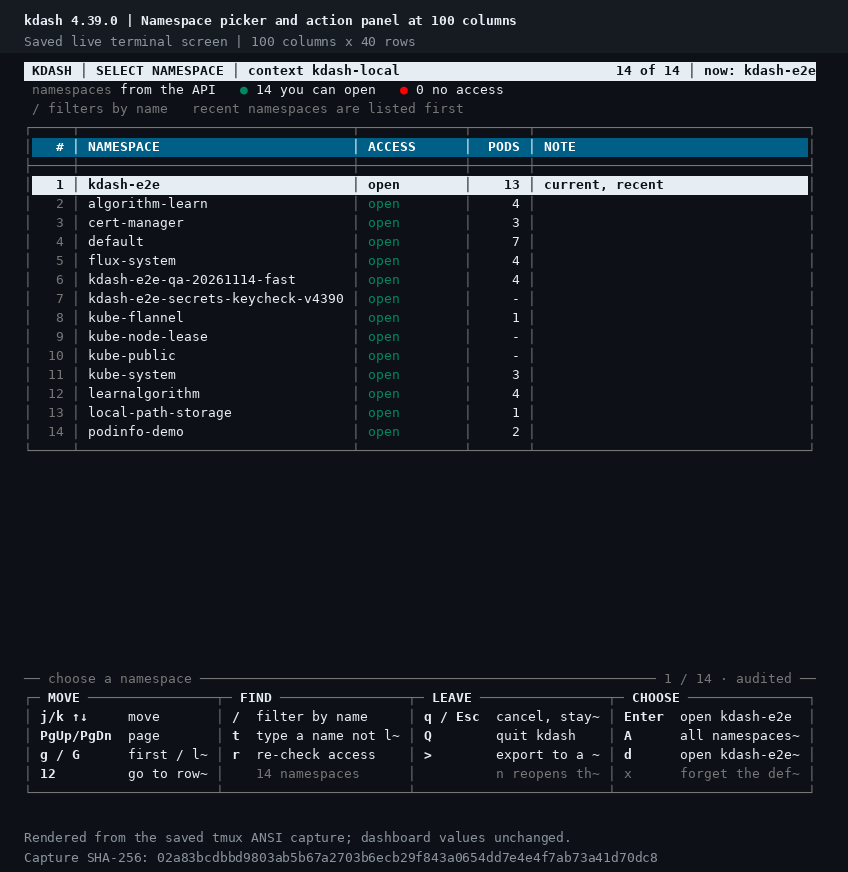 kdash 4.39.0 | Namespace picker and action panel at 100 columns
Saved live terminal screen | 100 columns x 40 rows
KDASH │ SELECT NAMESPACE │ context kdash-local 14 of 14 │ now: kdash-e2e
namespaces from the API ● 14 you can open ● 0 no access
/ filters by name recent namespaces are listed first
# │ NAMESPACE │ ACCESS │ PODS │ NOTE
1 │ kdash-e2e │ open │ 13 │ current, recent
2 │ algorithm-learn │ open │ 4 │
3 │ cert-manager │ open │ 3 │
4 │ default │ open │ 7 │
5 │ flux-system │ open │ 4 │
6 │ kdash-e2e-qa-20261114-fast │ open │ 4 │
7 │ kdash-e2e-secrets-keycheck-v4390 │ open │ - │
8 │ kube-flannel │ open │ 1 │
9 │ kube-node-lease │ open │ - │
10 │ kube-public │ open │ - │
11 │ kube-system │ open │ 3 │
12 │ learnalgorithm │ open │ 4 │
13 │ local-path-storage │ open │ 1 │
14 │ podinfo-demo │ open │ 2 │
choose a namespace 1 / 14 · audited
MOVE FIND LEAVE CHOOSE
j/k ↑↓ move │ / filter by name │ q / Esc cancel, stay~ │ Enter open kdash-e2e
PgUp/PgDn page │ t type a name not l~ │ Q quit kdash │ A all namespaces~
g / G first / l~ │ r re-check access │ > export to a ~ │ d open kdash-e2e~
12 go to row~ │ 14 namespaces │ n reopens th~ │ x forget the def~
Rendered from the saved tmux ANSI capture; dashboard values unchanged.
Capture SHA-256: 02a83bcdbbd9803ab5b67a2703b6ecb29f843a0654dd7e4e4f7ab73a41d70dc8